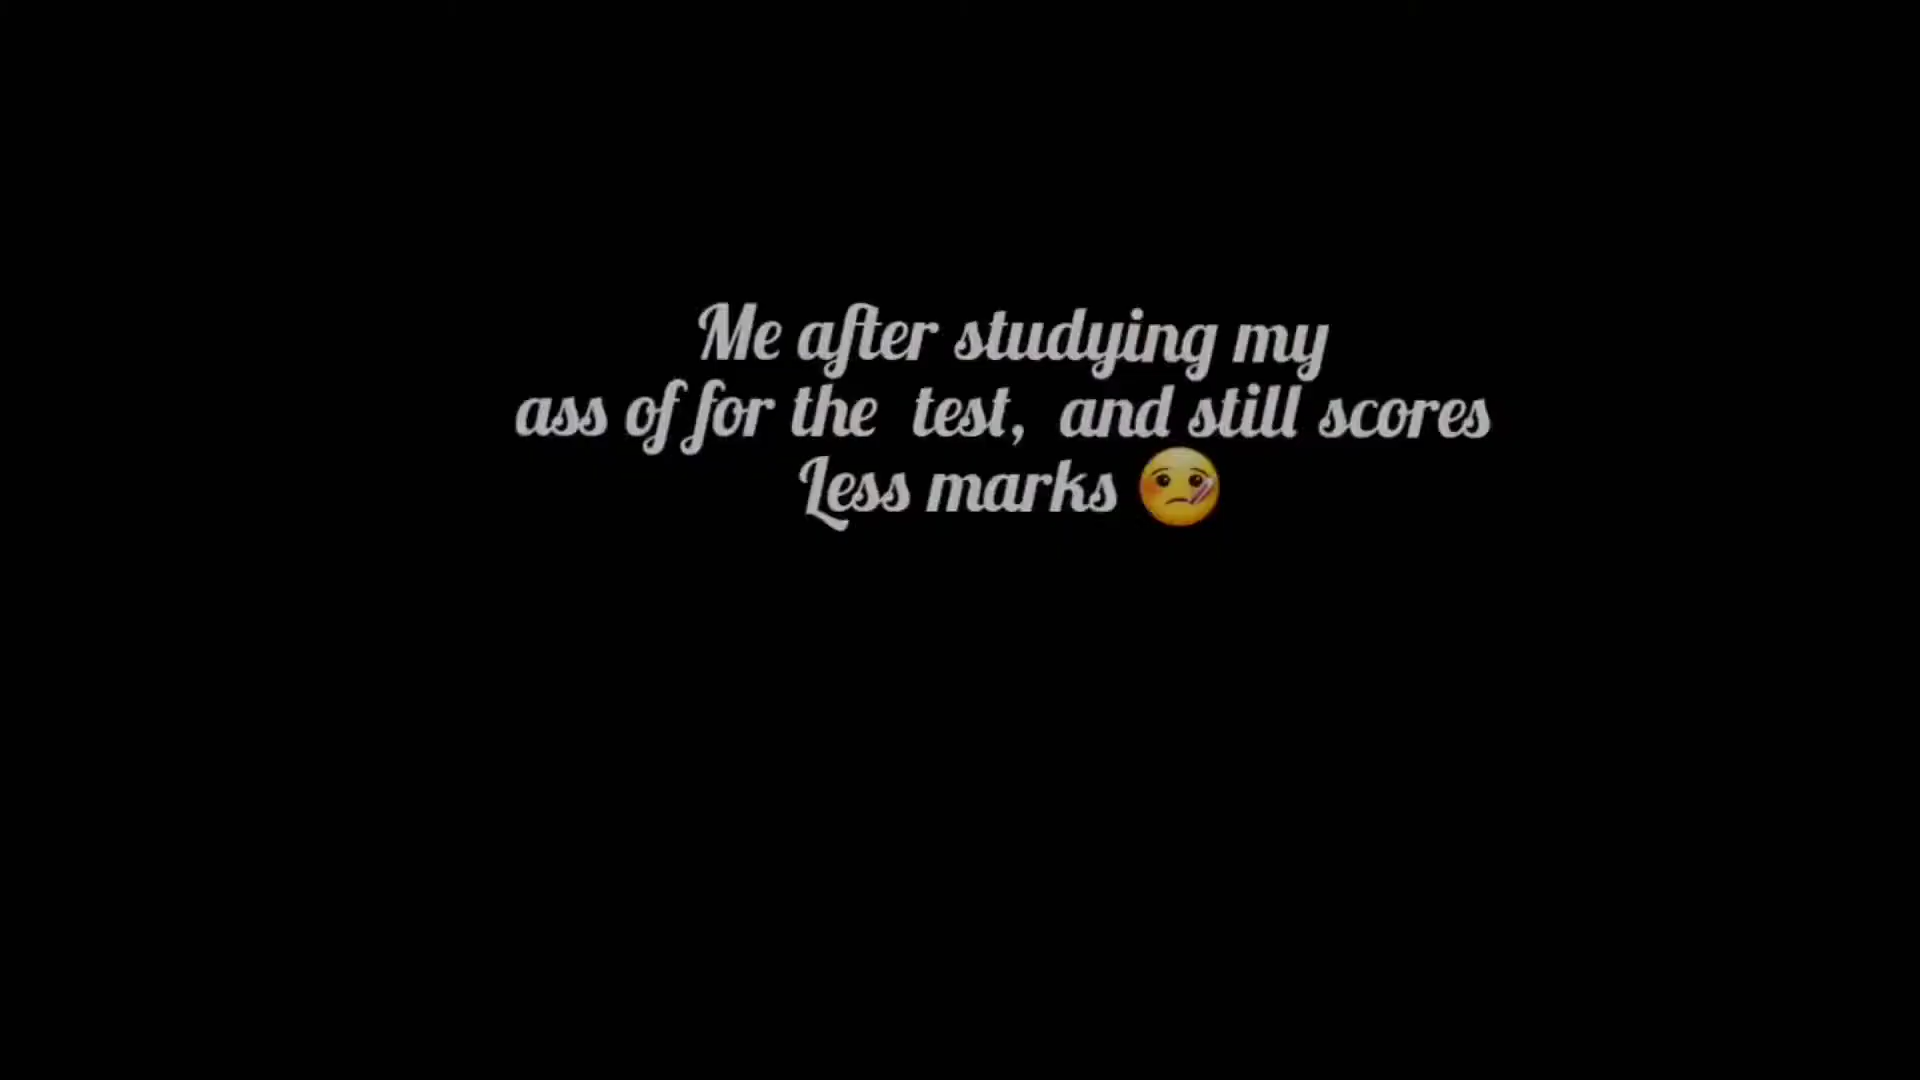 Me after studying my
ass of for the test, and still scores
Less marks 🤒